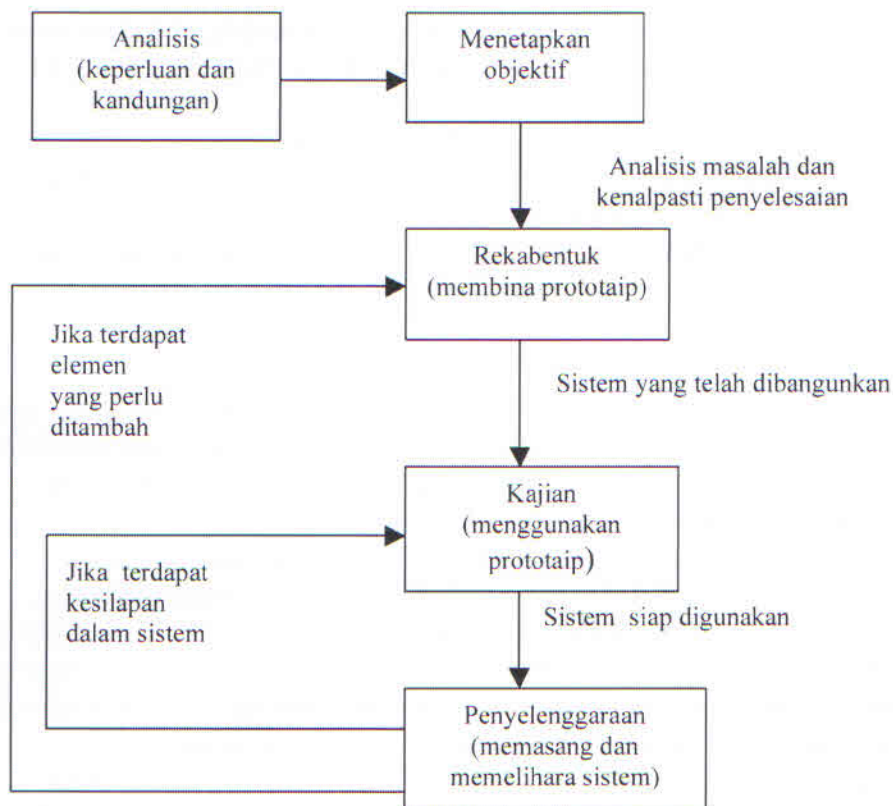 Analisis
(keperluan dan
kandungan)
Menetapkan
objektif
Analisis masalah dan
kenalpasti penyelesaian
Rekabentuk
(membina prototaip)
Jika terdapat
elemen
yang perlu
ditambah
Sistem yang telah dibangunkan
Kajian
(menggunakan
prototaip)
Jika terdapat
kesilapan
dalam sistem
Sistem siap digunakan
Penyelenggaraan
(memasang dan
memelihara sistem)